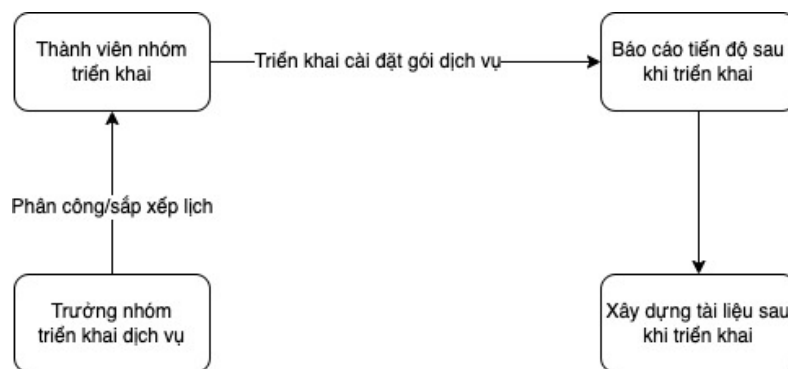 Thành viên nhóm
triển khai
Triển khai cài đặt gói dịch vụ
Báo cáo tiến độ sau
khi triển khai
Phân công/sắp xếp lịch
Trưởng nhóm
triển khai dịch vụ
Xây dựng tài liệu sau
khi triển khai